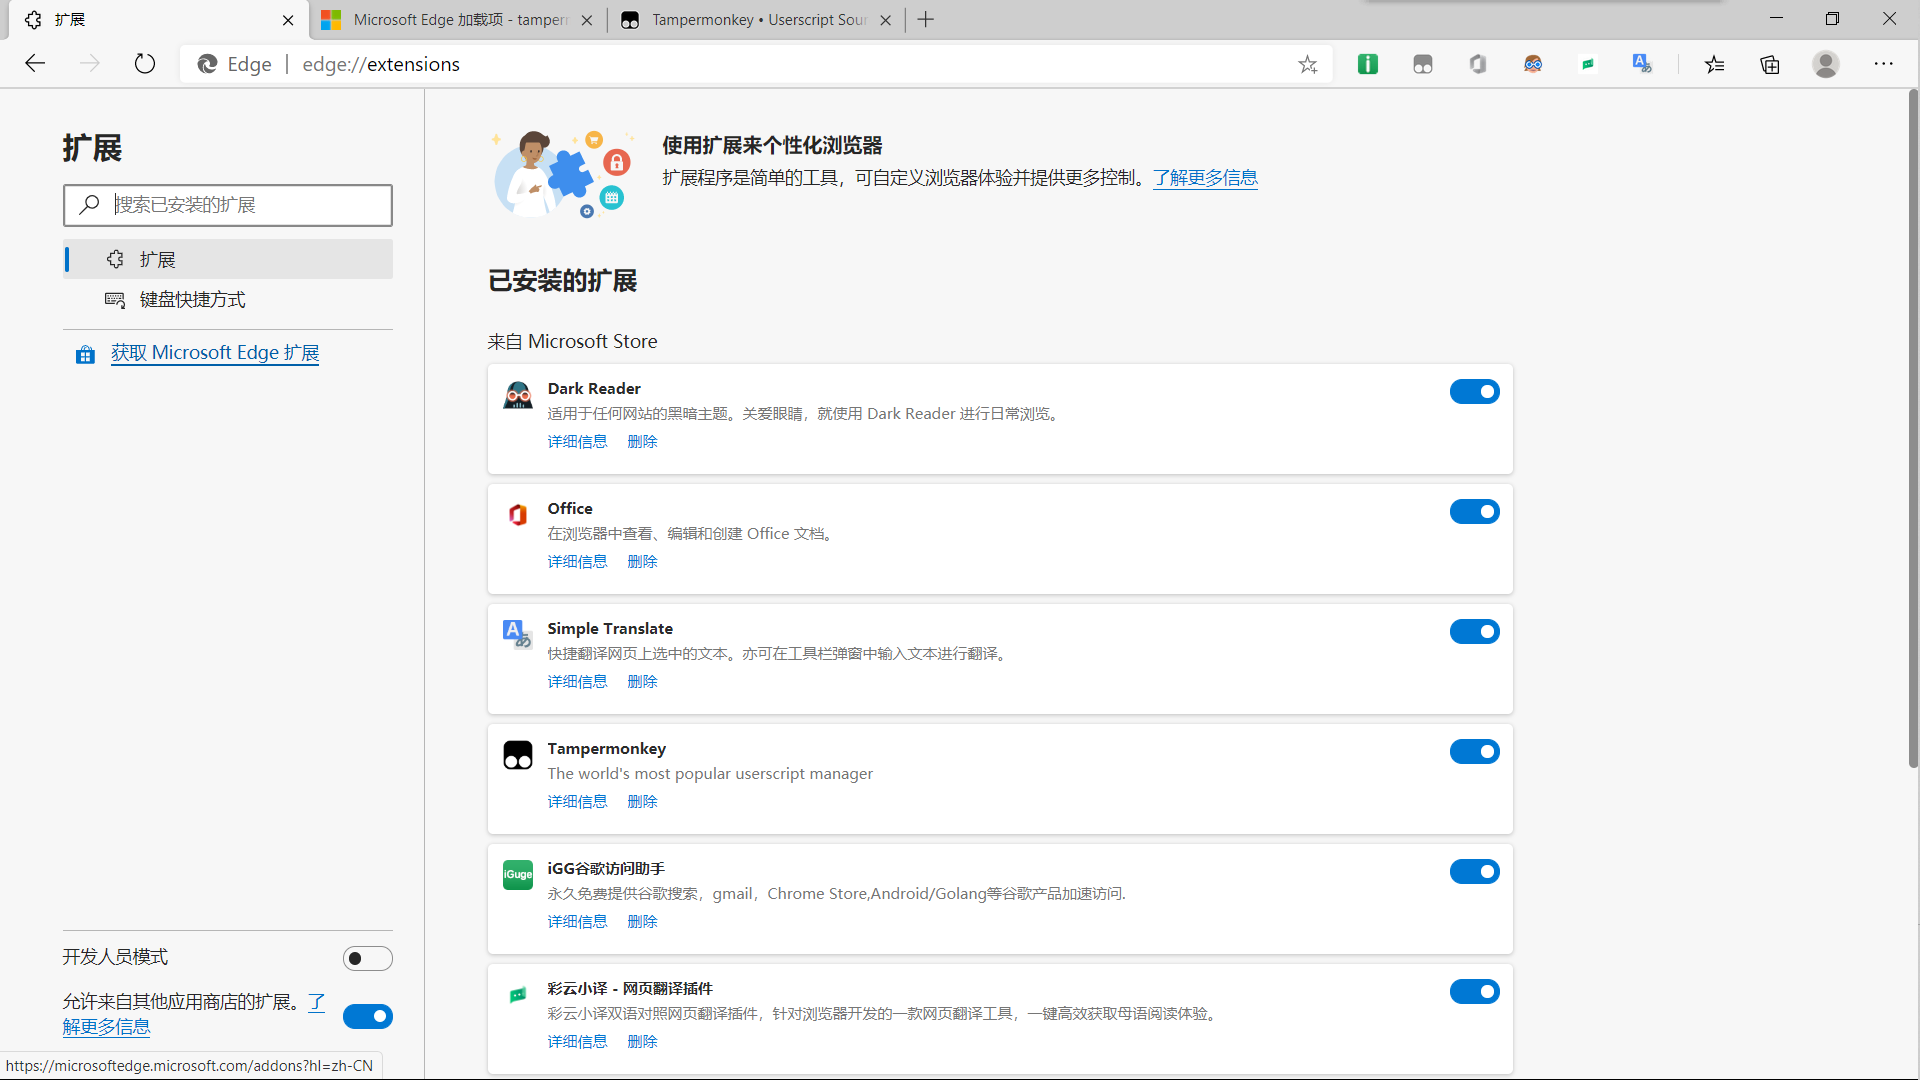 扩展
Microsoft Edge 加载项 - tamper
Tampermonkey • Userscript Sou
Edge
edge://extensions
扩展
搜索已安装的扩展
扩展
键盘快捷方式
获取 Microsoft Edge 扩展
开发人员模式
允许来自其他应用商店的扩展。了
解更多信息
https://microsoftedge.microsoft.com/addons?hl=zh-CN
使用扩展来个性化浏览器
扩展程序是简单的工具，可自定义浏览器体验并提供更多控制。了解更多信息
已安装的扩展
来自 Microsoft Store
Dark Reader
适用于任何网站的黑暗主题。关爱眼睛，就使用 Dark Reader 进行日常浏览。
详细信息 删除
Office
在浏览器中查看、编辑和创建 Office 文档。
详细信息 删除
Simple Translate
快捷翻译网页上选中的文本。亦可在工具栏弹窗中输入文本进行翻译。
详细信息 删除
Tampermonkey
The world's most popular userscript manager
详细信息 删除
iGuge
iGG谷歌访问助手
永久免费提供谷歌搜索，gmail，Chrome Store,Android/Golang等谷歌产品加速访问.
详细信息 删除
彩云小译 - 网页翻译插件
彩云小译双语对照网页翻译插件，针对浏览器开发的一款网页翻译工具，一键高效获取母语阅读体验。
详细信息 删除